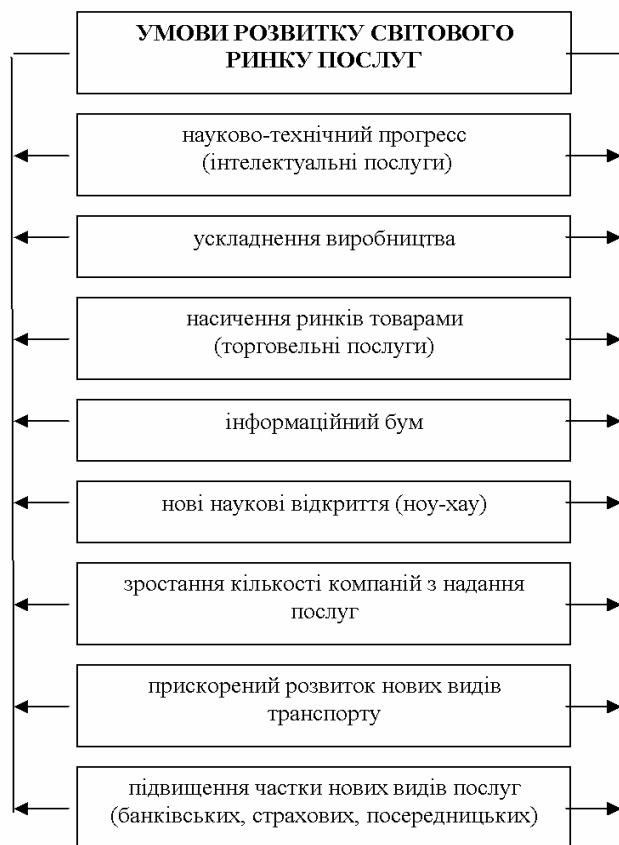 УМОВИ РОЗВИТКУ СВІТОВОГО
РИНКУ ПОСЛУГ
науково-технічний прогресс
(інтелектуальні послуги)
ускладнення виробництва
насичення ринків товарами
(торговельні послуги)
інформаційний бум
нові наукові відкриття (ноу-хау)
зростання кількості компаній з надання
послуг
прискорений розвиток нових видів
транспорту
підвищення частки нових видів послуг
(банківських, страхових, посередницьких)